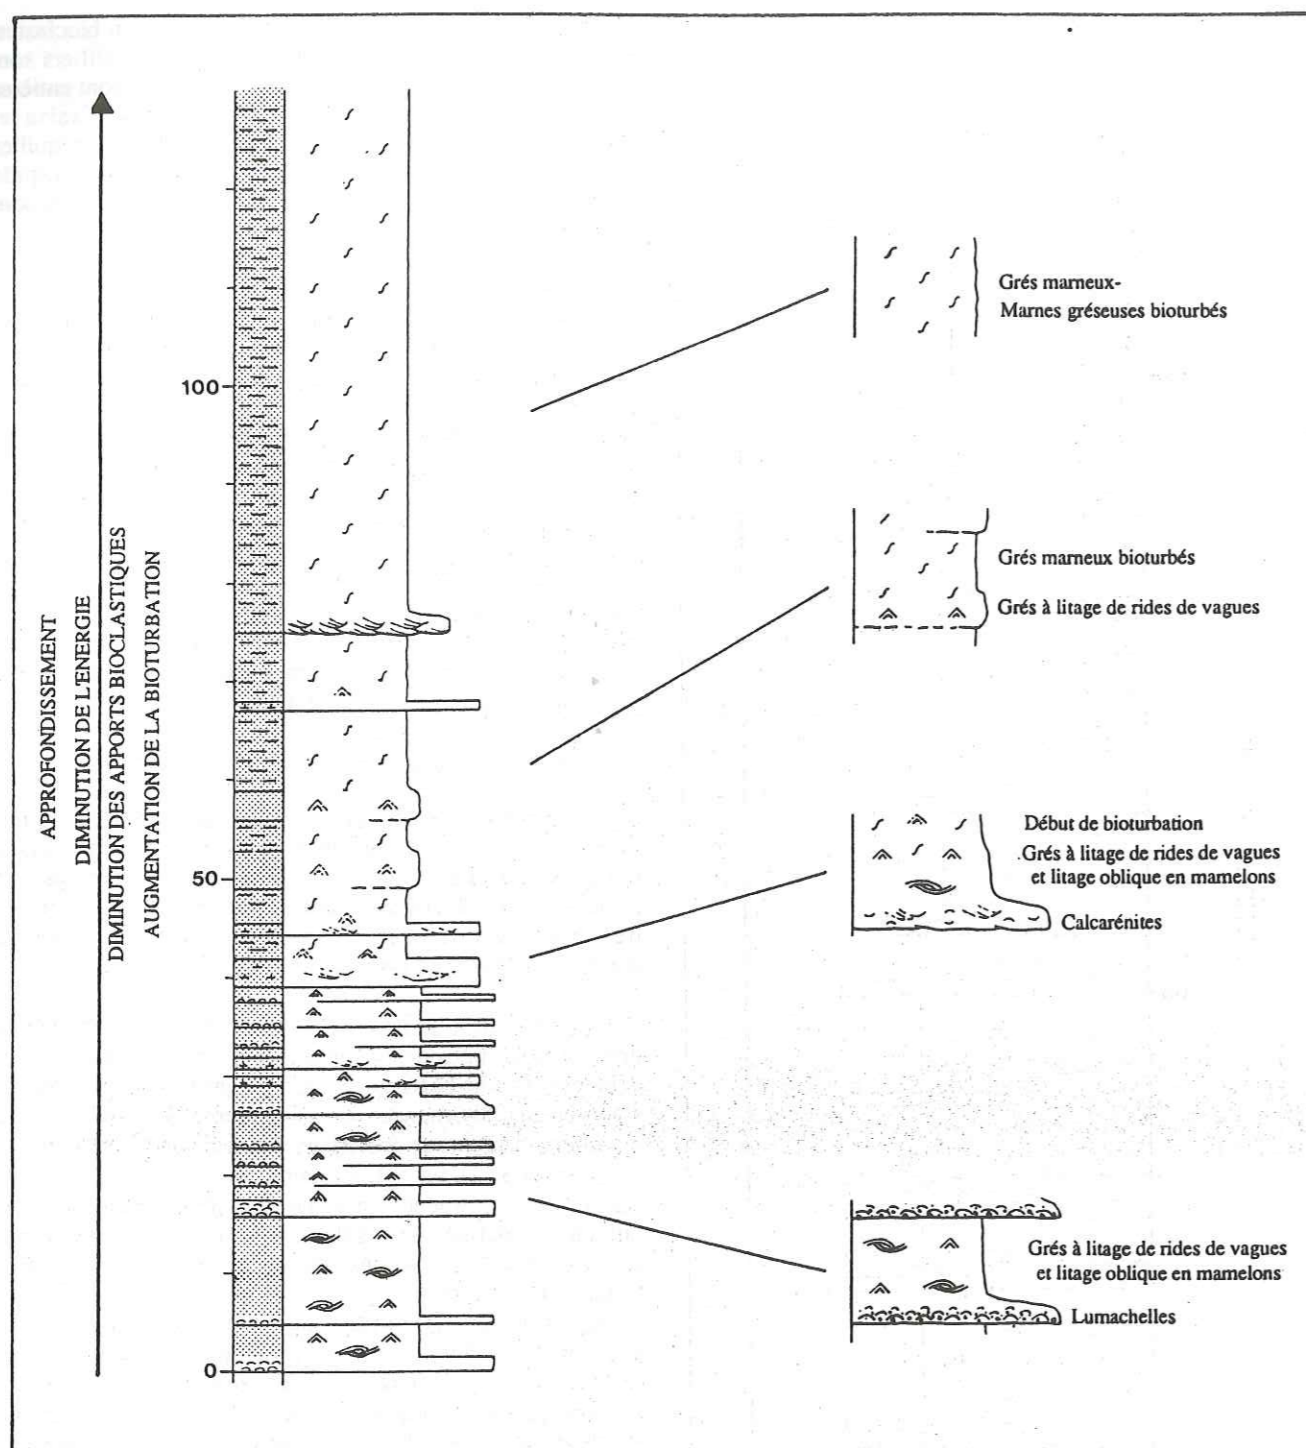 APPROFONDISSEMENT
DIMINUTION DE L'ENERGIE
DIMINUTION DES APPORTS BIOCLASTIQUES
AUGMENTATION DE LA BIOTURBATION
100
50
0
Grés marneux-
Marnes gréseuses bioturbés
Grés marneux bioturbés
Grés à litage de rides de vagues
Début de bioturbation
Grés à litage de rides de vagues
et litage oblique en mamelons
Calcarénites
Grés à litage de rides de vagues
et litage oblique en mamelons
Lumachelles